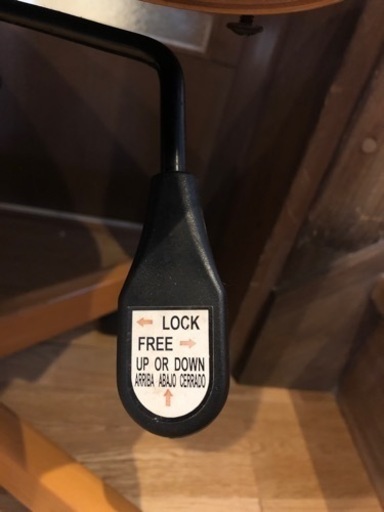 ← LOCK
FREE →
UP OR DOWN
ARRIBA ABAJO CERRADO
↑